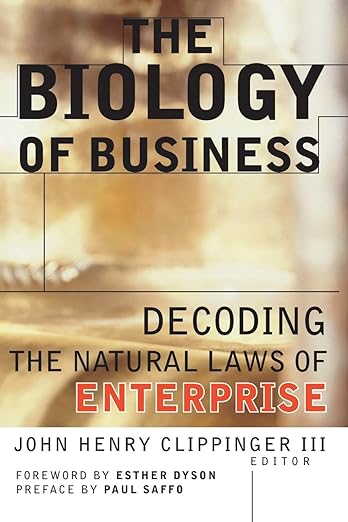 THE
BIOLOGY
OF BUSINESS
DECODING
THE NATURAL LAWS OF
ENTERPRISE
JOHN HENRY CLIPPINGER III
EDITOR
FOREWORD BY ESTHER DYSON
PREFACE BY PAUL SAFFO